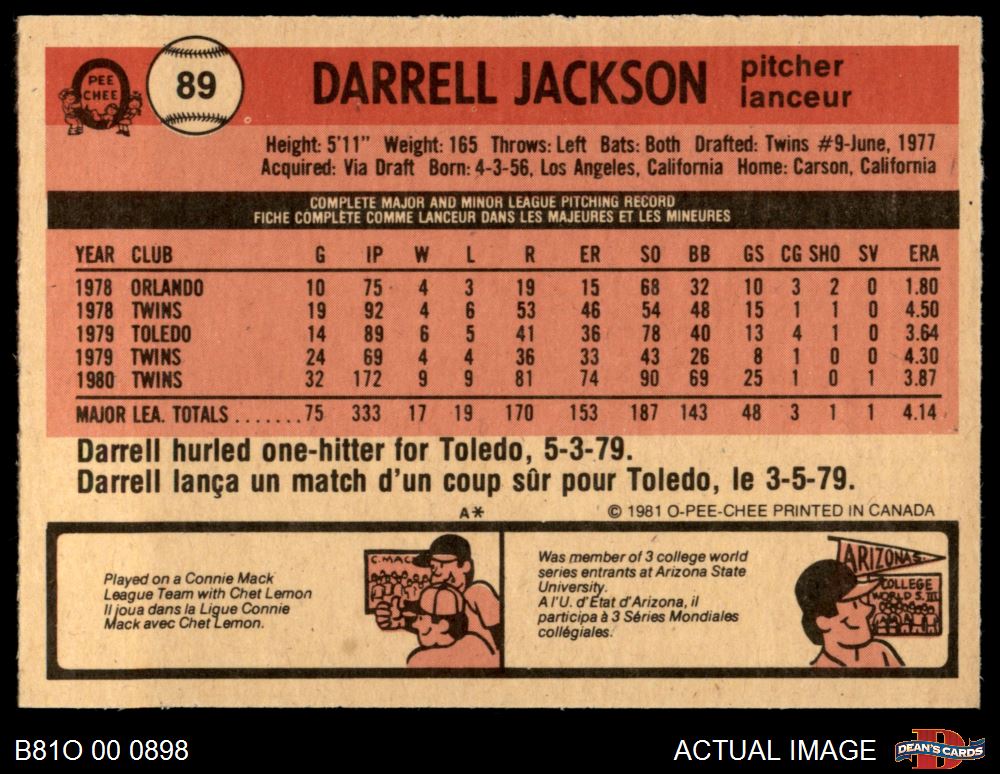 PEE
CHEE
89
DARRELL JACKSON
pitcher
lanceur
Height: 5'11" Weight: 165 Throws: Left Bats: Both Drafted: Twins #9-June, 1977
Acquired: Via Draft Born: 4-3-56, Los Angeles, California Home: Carson, California
COMPLETE MAJOR AND MINOR LEAGUE PITCHING RECORD
FICHE COMPLÈTE COMME LANCEUR DANS LES MAJEURES ET LES MINEURES
YEAR CLUB G IP W L R ER SO BB GS CG SHO SV ERA
1978 ORLANDO 10 75 4 3 19 15 68 32 10 3 2 0 1.80
1978 TWINS 19 92 4 6 53 46 54 48 15 1 1 0 4.50
1979 TOLEDO 14 89 6 5 41 36 78 40 13 4 1 0 3.64
1979 TWINS 24 69 4 4 36 33 43 26 8 1 0 0 4.30
1980 TWINS 32 172 9 9 81 74 90 69 25 1 0 1 3.87
MAJOR LEA. TOTALS .......75 333 17 19 170 153 187 143 48 3 1 1 4.14
Darrell hurled one-hitter for Toledo, 5-3-79.
Darrell lança un match d'un coup sûr pour Toledo, le 3-5-79.
A* © 1981 O-PEE-CHEE PRINTED IN CANADA
Played on a Connie Mack
League Team with Chet Lemon
Il joua dans la Ligue Connie
Mack avec Chet Lemon.
C. MACK
Was member of 3 college world
series entrants at Arizona State
University.
A l'U. d'État d'Arizona, il
participa à 3 Séries Mondiales
collégiales.
ARIZONA S.
COLLEGE
WORLD S. III
B81O 00 0898
ACTUAL IMAGE
DEAN'S CARDS